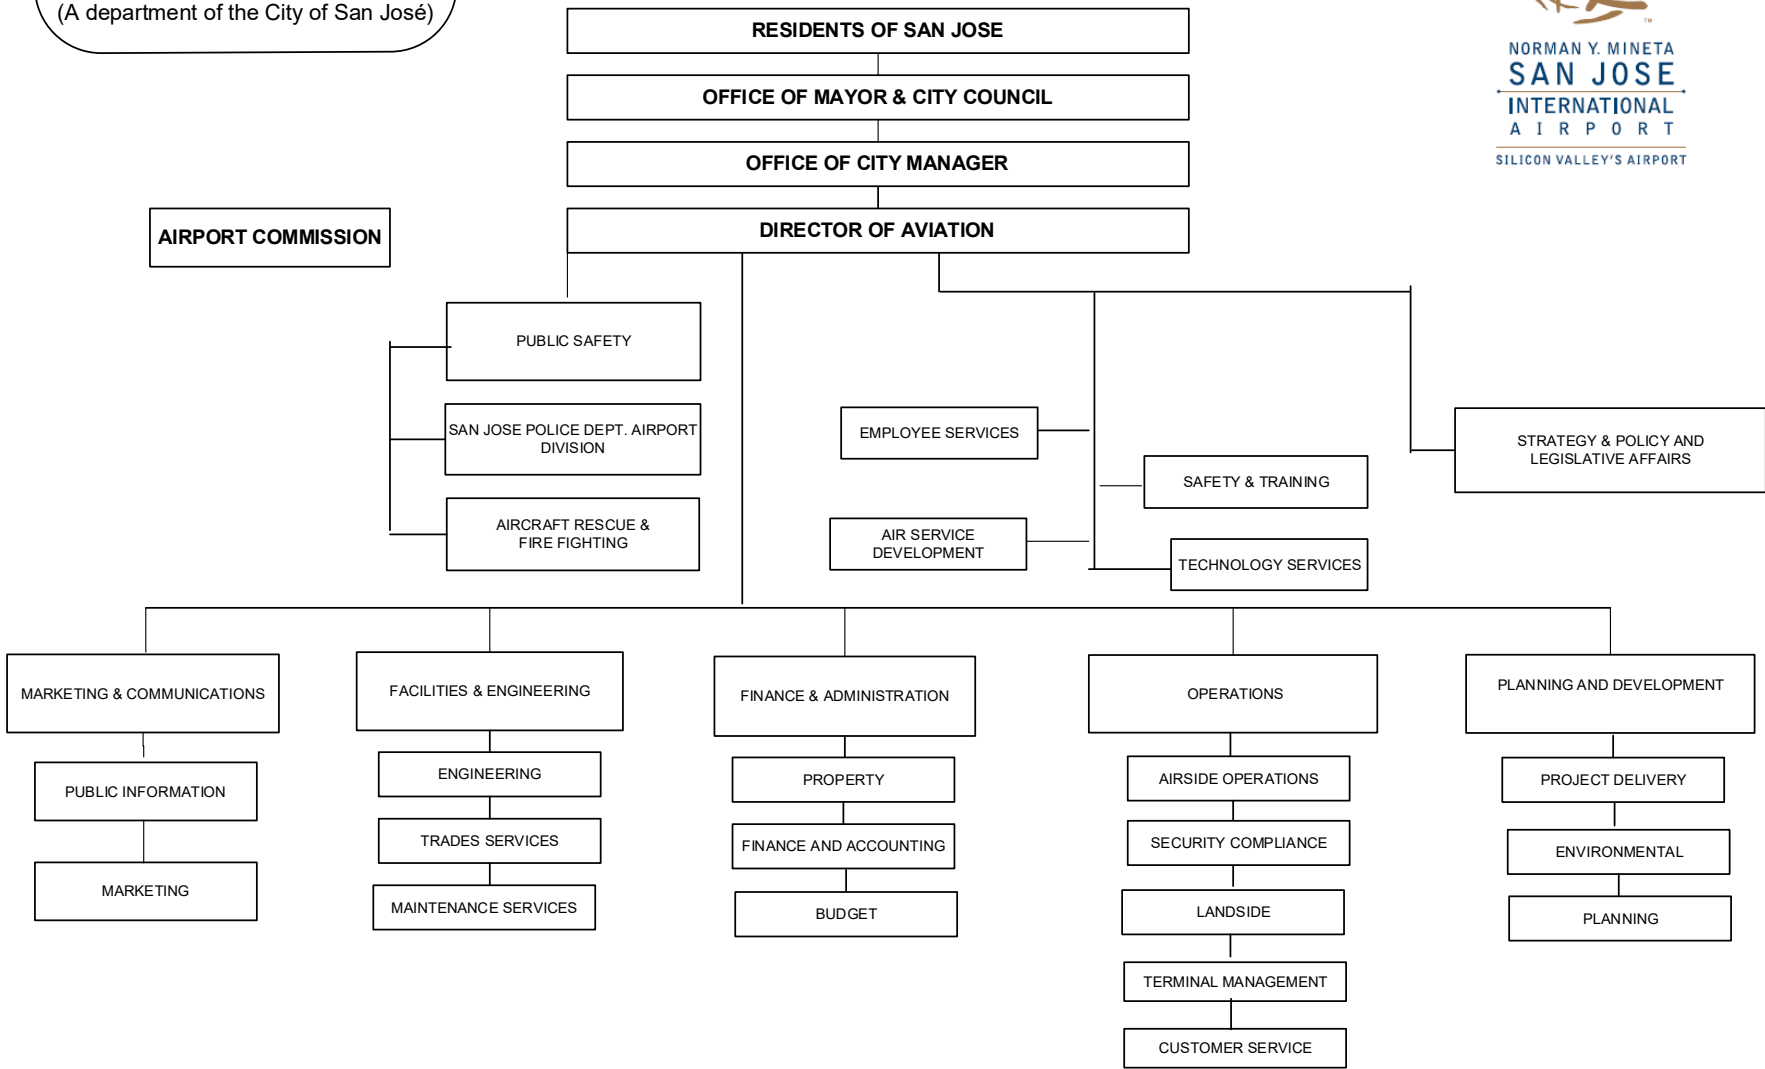 (A department of the City of San José)
RESIDENTS OF SAN JOSE
OFFICE OF MAYOR & CITY COUNCIL
OFFICE OF CITY MANAGER
DIRECTOR OF AVIATION
AIRPORT COMMISSION
TM
NORMAN Y. MINETA
SAN JOSE
INTERNATIONAL
AIRPORT
SILICON VALLEY'S AIRPORT
PUBLIC SAFETY
SAN JOSE POLICE DEPT. AIRPORT
DIVISION
AIRCRAFT RESCUE &
FIRE FIGHTING
EMPLOYEE SERVICES
AIR SERVICE
DEVELOPMENT
SAFETY & TRAINING
TECHNOLOGY SERVICES
STRATEGY & POLICY AND
LEGISLATIVE AFFAIRS
MARKETING & COMMUNICATIONS
PUBLIC INFORMATION
MARKETING
FACILITIES & ENGINEERING
ENGINEERING
TRADES SERVICES
MAINTENANCE SERVICES
FINANCE & ADMINISTRATION
PROPERTY
FINANCE AND ACCOUNTING
BUDGET
OPERATIONS
AIRSIDE OPERATIONS
SECURITY COMPLIANCE
LANDSIDE
TERMINAL MANAGEMENT
CUSTOMER SERVICE
PLANNING AND DEVELOPMENT
PROJECT DELIVERY
ENVIRONMENTAL
PLANNING